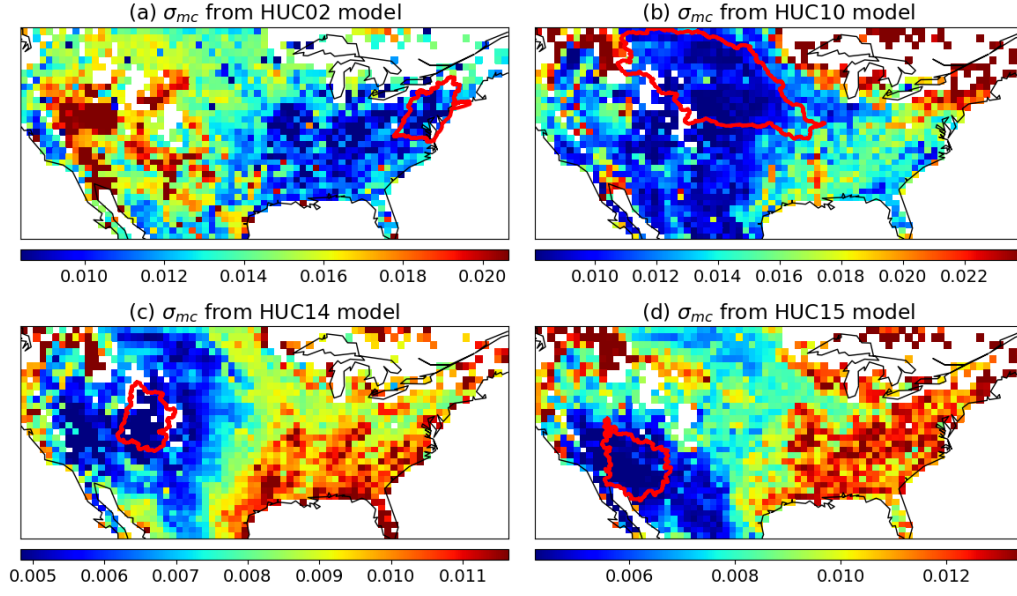 (a) σmc from HUC02 model
(b) σmc from HUC10 model
0.010 0.012 0.014 0.016 0.018 0.020
0.010 0.012 0.014 0.016 0.018 0.020 0.022
(c) σmc from HUC14 model
(d) σmc from HUC15 model
0.005 0.006 0.007 0.008 0.009 0.010 0.011
0.006 0.008 0.010 0.012